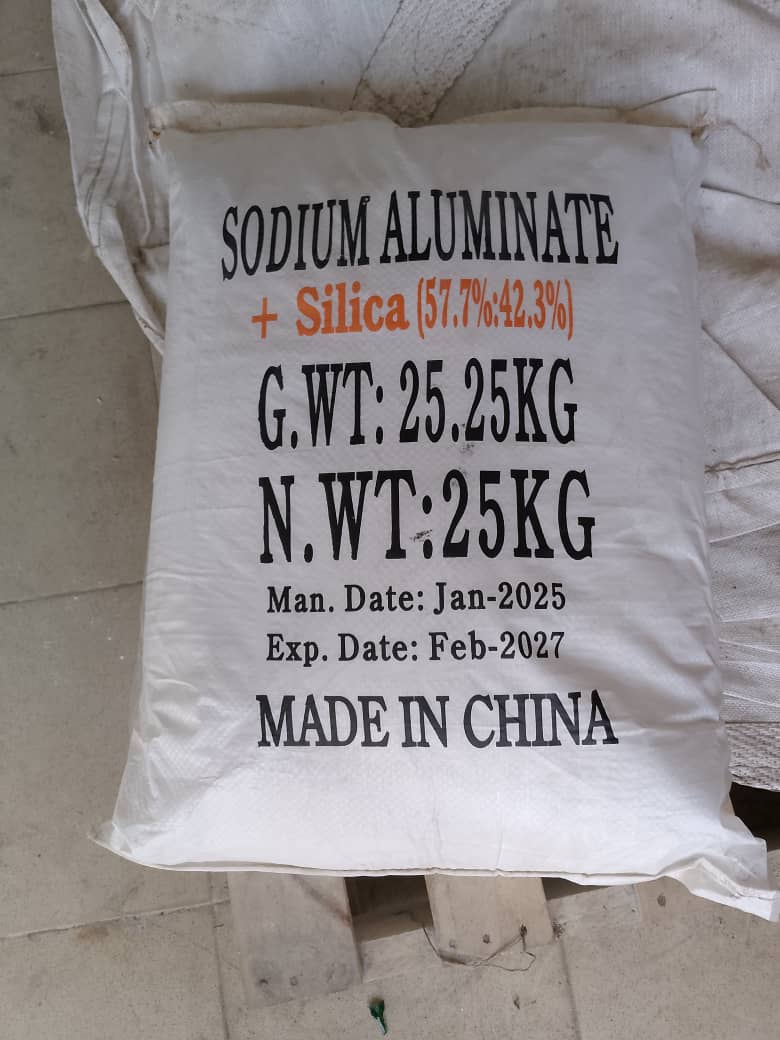 SODIUM ALUMINATE
+ Silica (57.7%:42.3%)
G.WT: 25.25KG
N.WT:25KG
Man. Date: Jan-2025
Exp. Date: Feb-2027
MADE IN CHINA